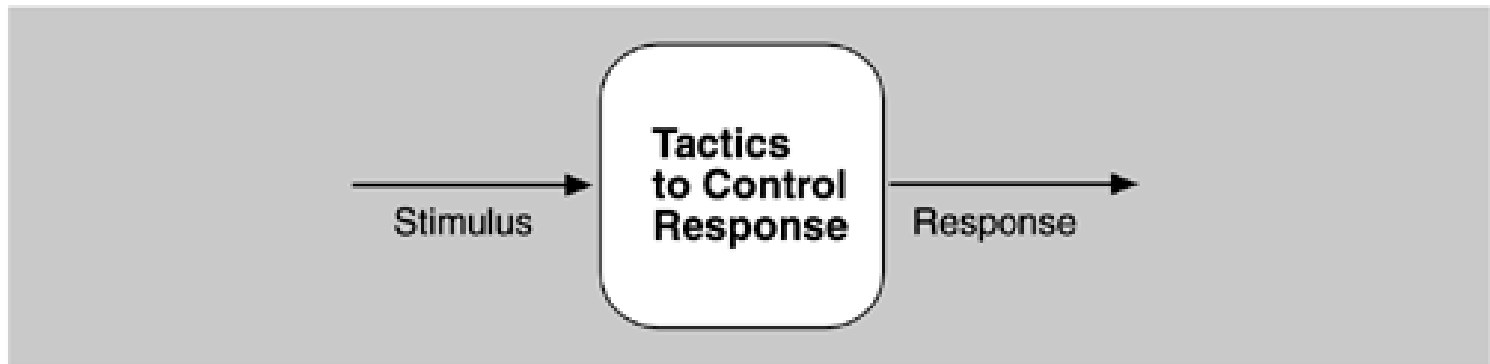 Stimulus
Tactics
to Control
Response
Response